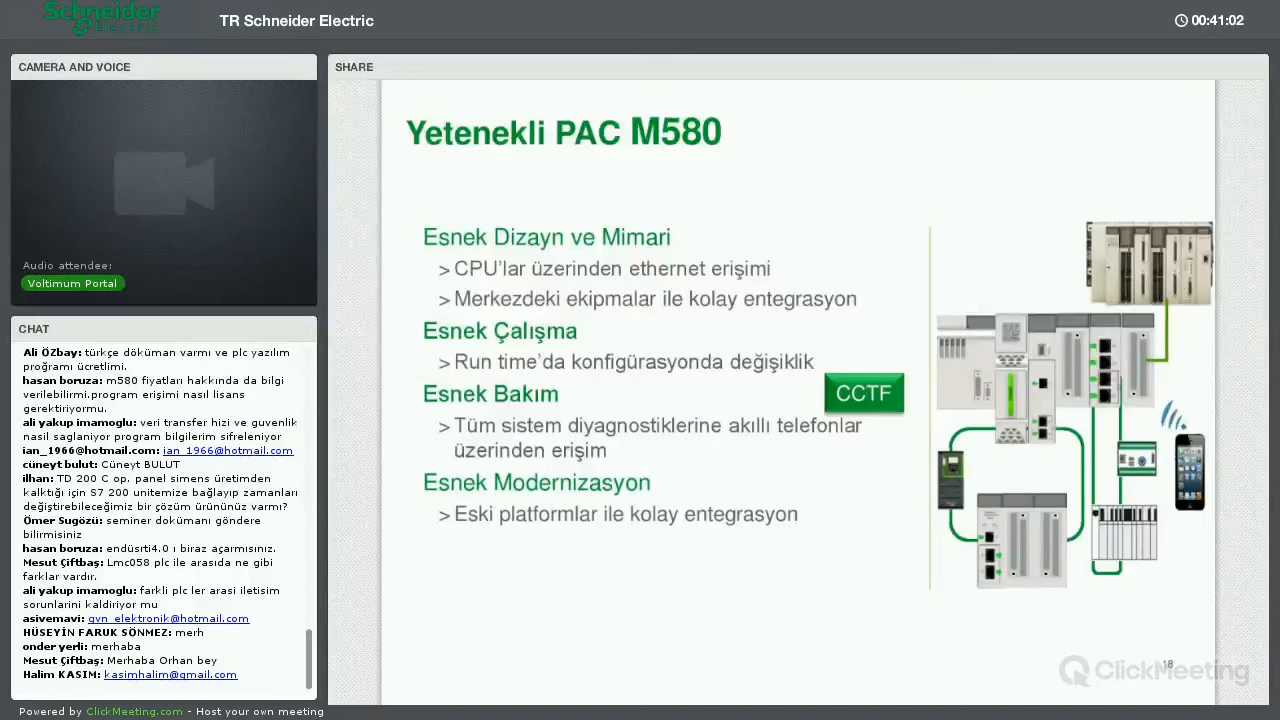 Schneider Electric
TR Schneider Electric
00:41:02
CAMERA AND VOICE
Audio attendee:
Voltimum Portal
CHAT
Ali ÖZbay: türkçe döküman varmı ve plc yazılım
proğramı ücretlimi.
hasan boruza: m580 fiyatları hakkında da bilgi
verilebilirmi.program erişimi nasıl lisans
gerektiriyormu.
ali yakup imamoglu: veri transfer hizi ve guvenlik
nasil saglaniyor program bilgilerim sifreleniyor
ian_1966@hotmail.com: ian_1966@hotmail.com
cüneyt bulut: Cüneyt BULUT
ilhan: TD 200 C op. panel simens üretimden
kalktığı için S7 200 unitemize bağlayıp zamanları
değiştirebileceğimiz bir çözüm ürününüz varmı?
Ömer Sugözü: seminer dokümanı göndere
bilirmisiniz
hasan boruza: endüsrti4.0 ı biraz açarmısınız.
Mesut Çiftbaş: Lmc058 plc ile arasıda ne gibi
farklar vardır.
ali yakup imamoglu: farkli plc ler arasi iletisim
sorunlarini kaldiriyor mu
asivemavi: gvn_elektronik@hotmail.com
HÜSEYİN FARUK SÖNMEZ: merh
onder yerli: merhaba
Mesut Çiftbaş: Merhaba Orhan bey
Halim KASIM: kasimhalim@gmail.com
Powered by ClickMeeting.com - Host your own meeting
SHARE
Yetenekli PAC M580
Esnek Dizayn ve Mimari
> CPU'lar üzerinden ethernet erişimi
> Merkezdeki ekipmalar ile kolay entegrasyon
Esnek Çalışma
> Run time'da konfigürasyonda değişiklik
Esnek Bakım
CCTF
> Tüm sistem diyagnostiklerine akıllı telefonlar
üzerinden erişim
Esnek Modernizasyon
> Eski platformlar ile kolay entegrasyon
18
ClickMeeting